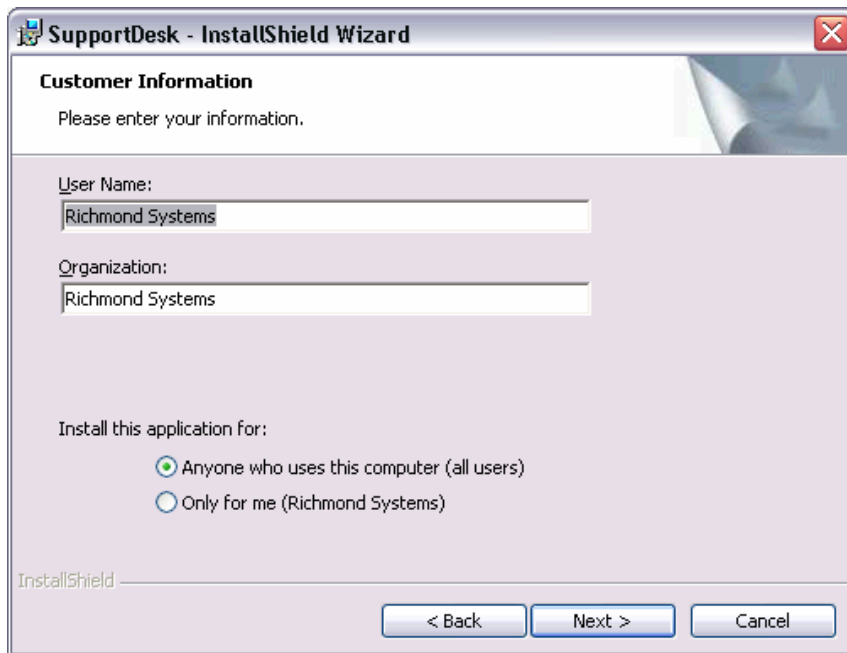 SupportDesk - InstallShield Wizard
Customer Information
Please enter your information.
User Name:
Richmond Systems
Organization:
Richmond Systems
Install this application for:
Anyone who uses this computer (all users)
Only for me (Richmond Systems)
InstallShield
< Back Next > Cancel